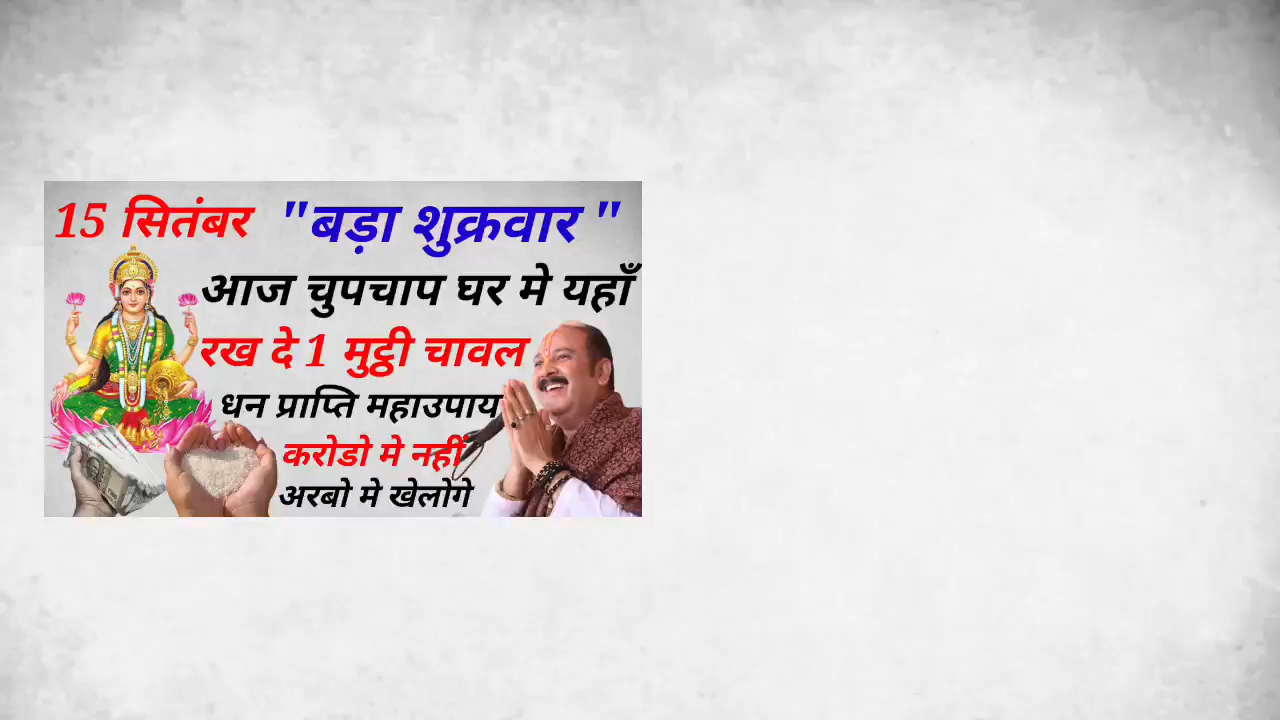 15 सितंबर "बड़ा शुक्रवार "
आज चुपचाप घर मे यहाँ
रख दे 1 मुट्ठी चावल
धन प्राप्ति महाउपाय
करोडो मे नहीं
अरबो मे खेलोगे